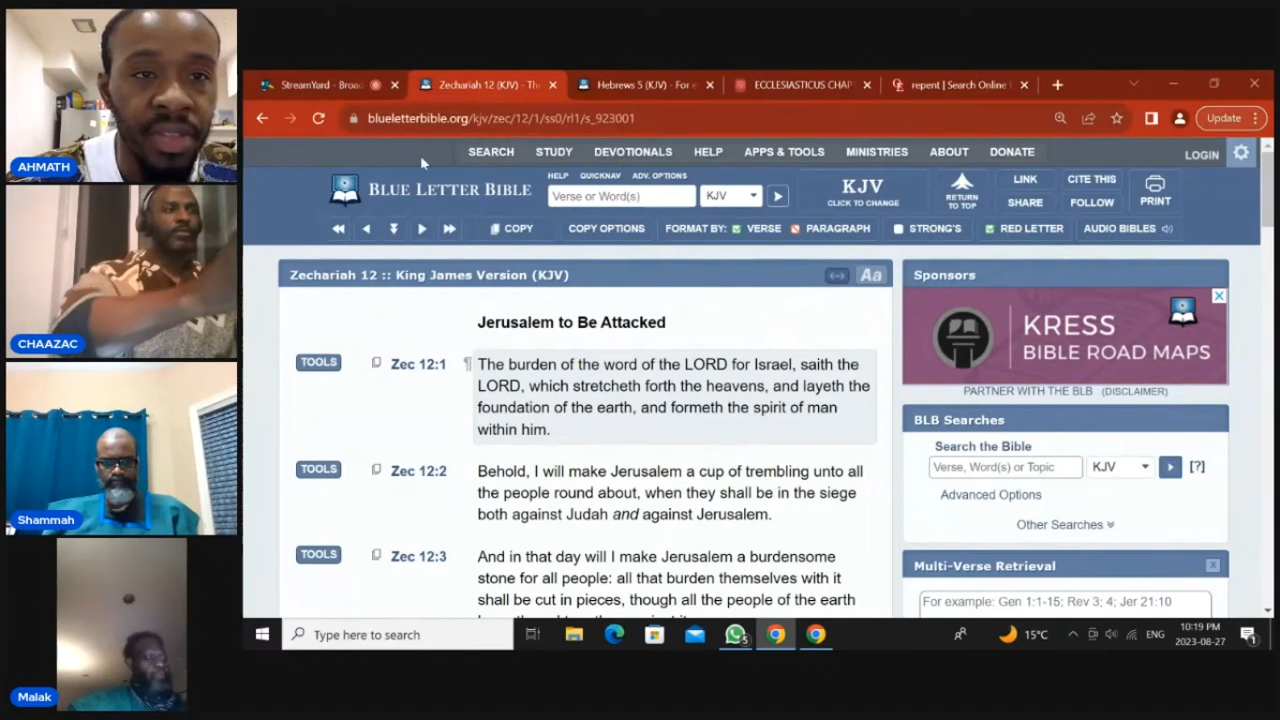 AHMATH
CHAAZAC
Shammah
Malak
StreamYard - Broad
Zechariah 12 (KJV) - Th
Hebrews 5 (KJV) - For e
ECCLESIASTICUS CHAP
repent | Search Online
blueletterbible.org/kjv/zec/12/1/ss0/rl1/s_923001
Update
SEARCH STUDY DEVOTIONALS HELP APPS & TOOLS MINISTRIES ABOUT DONATE
LOGIN
BLUE LETTER BIBLE
HELP QUICKNAV ADV. OPTIONS
Verse or Word(s)
KJV
KJV
CLICK TO CHANGE
RETURN
TO TOP
LINK
SHARE
CITE THIS
FOLLOW
PRINT
COPY COPY OPTIONS FORMAT BY: VERSE PARAGRAPH STRONG'S RED LETTER AUDIO BIBLES
Zechariah 12 :: King James Version (KJV)
Aa
Jerusalem to Be Attacked
TOOLS Zec 12:1 ¶ The burden of the word of the LORD for Israel, saith the
LORD, which stretcheth forth the heavens, and layeth the
foundation of the earth, and formeth the spirit of man
within him.
TOOLS Zec 12:2 Behold, I will make Jerusalem a cup of trembling unto all
the people round about, when they shall be in the siege
both against Judah and against Jerusalem.
TOOLS Zec 12:3 And in that day will I make Jerusalem a burdensome
stone for all people: all that burden themselves with it
shall be cut in pieces, though all the people of the earth
Sponsors
KRESS
BIBLE ROAD MAPS
PARTNER WITH THE BLB (DISCLAIMER)
BLB Searches
Search the Bible
Verse, Word(s) or Topic
KJV
[?]
Advanced Options
Other Searches
Multi-Verse Retrieval
x
For example: Gen 1:1-15; Rev 3; 4; Jer 21:10
Type here to search
5
15°C
ENG
10:19 PM
2023-08-27
1